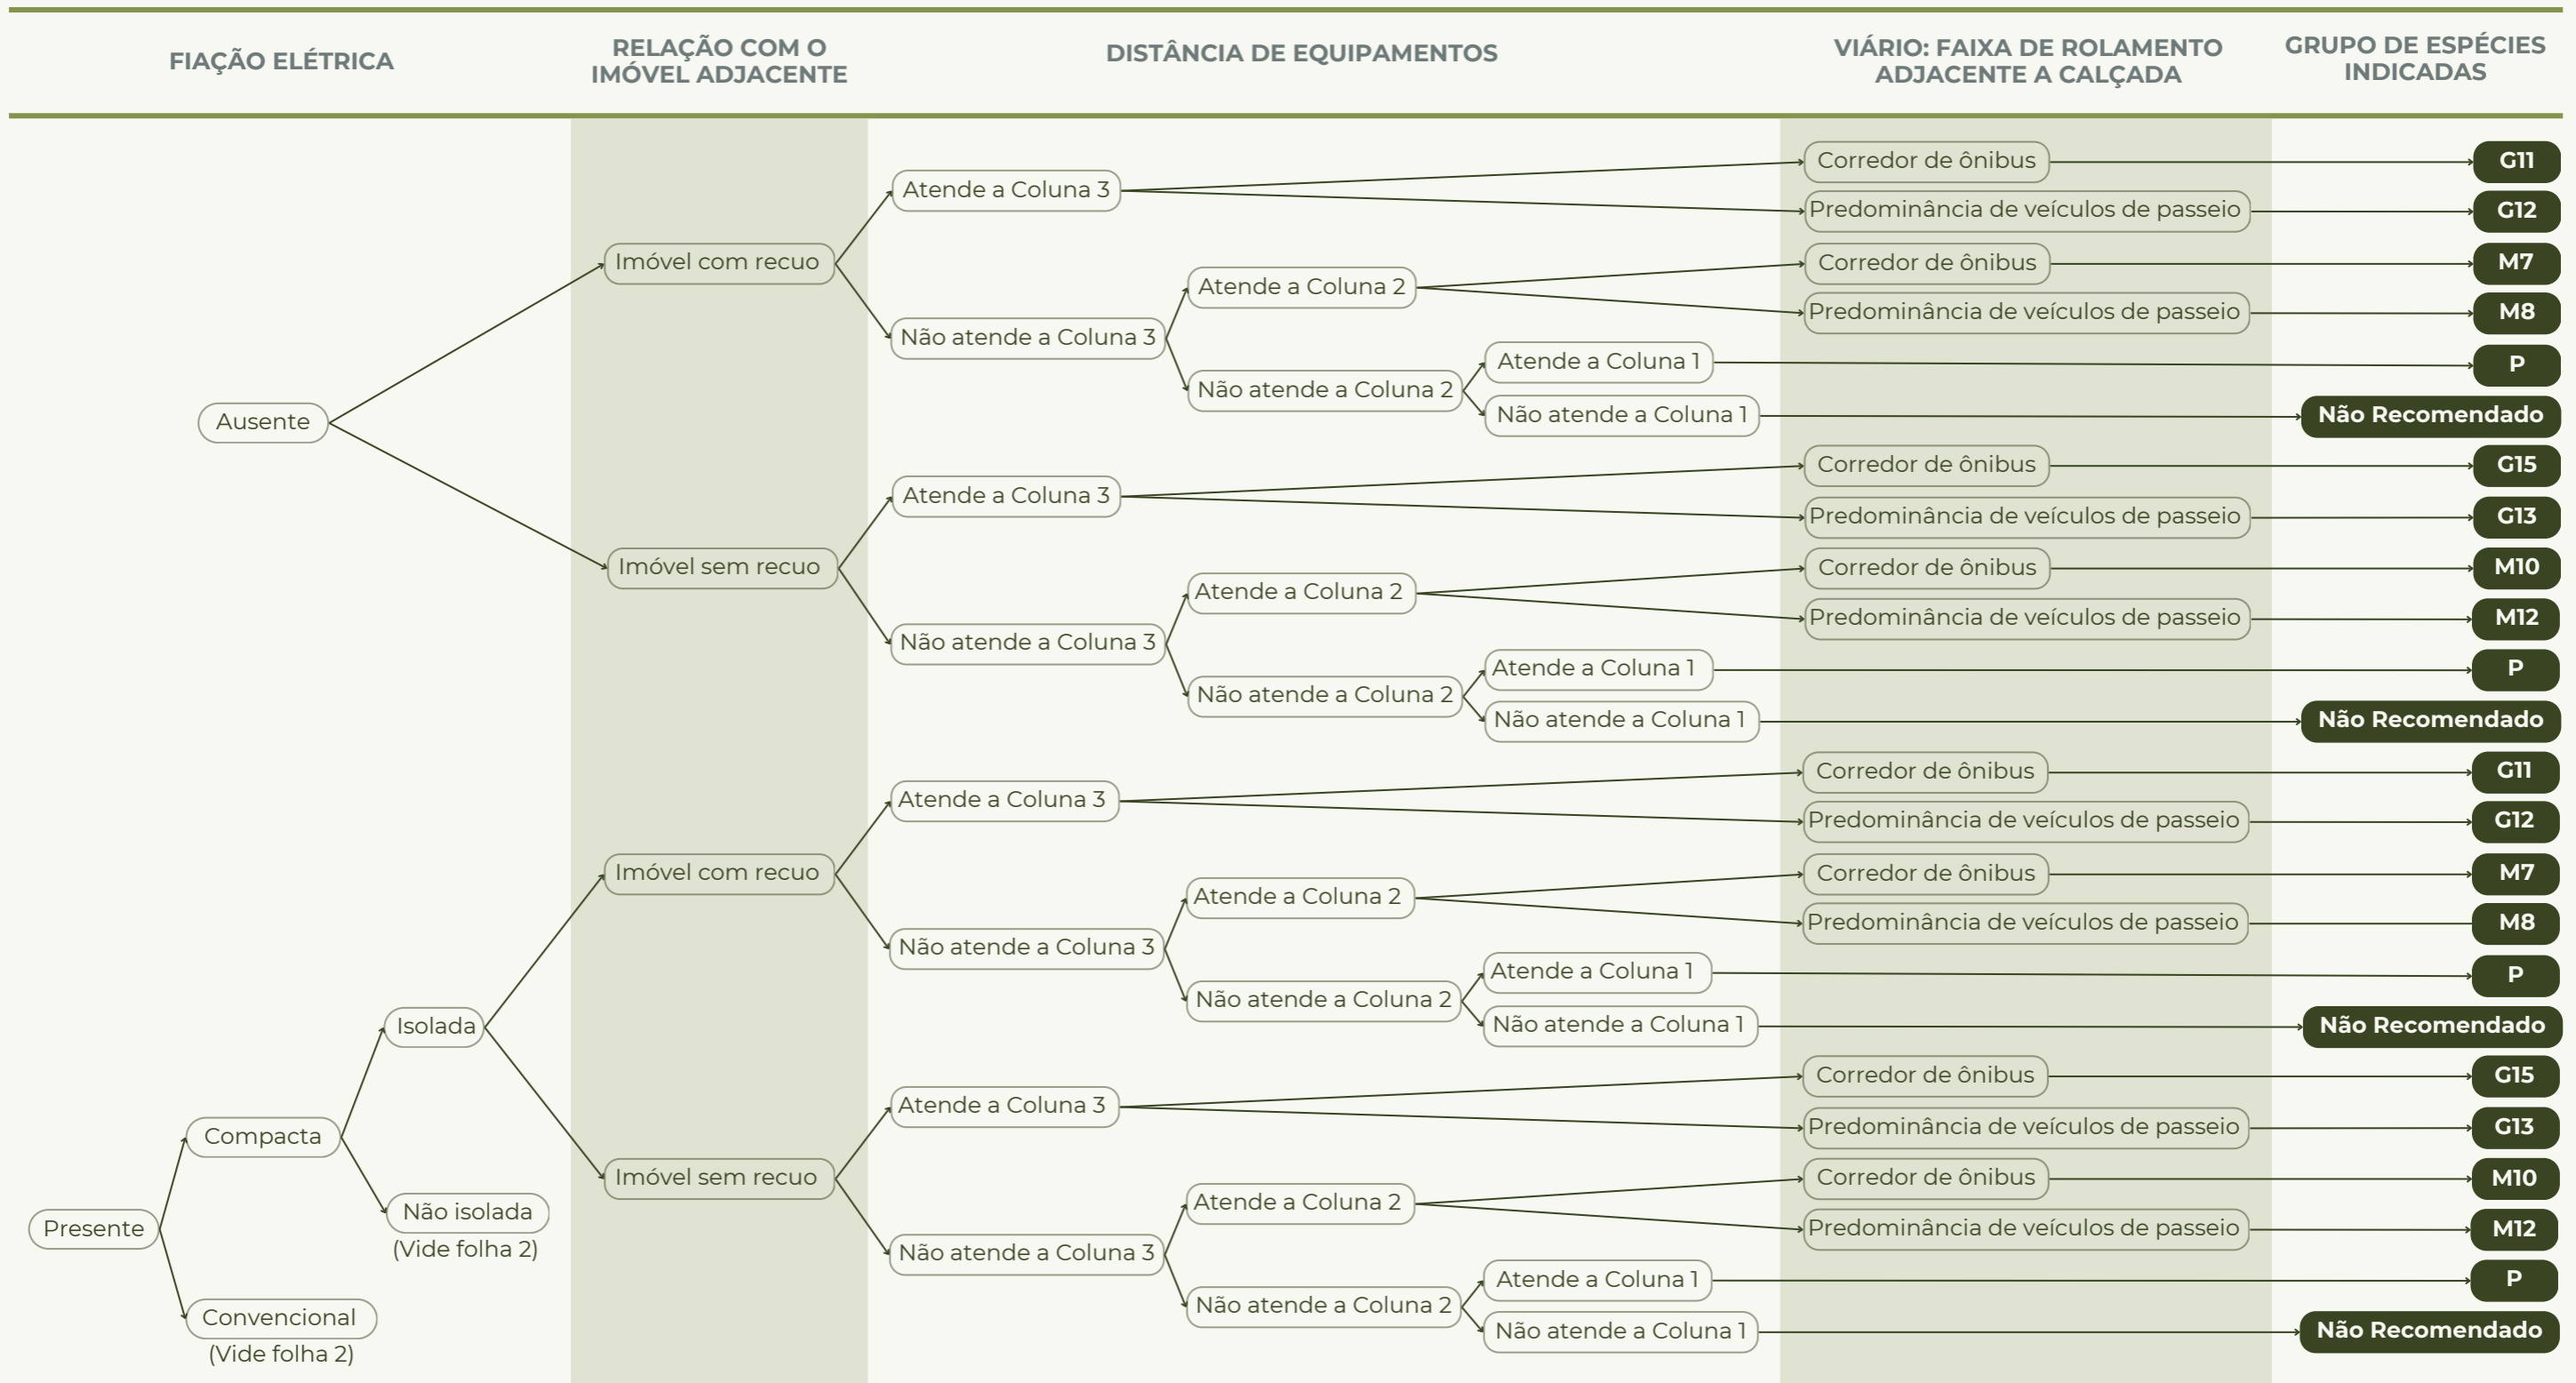 FIAÇÃO ELÉTRICA
RELAÇÃO COM O
IMÓVEL ADJACENTE
DISTÂNCIA DE EQUIPAMENTOS
VIÁRIO: FAIXA DE ROLAMENTO
ADJACENTE A CALÇADA
GRUPO DE ESPÉCIES
INDICADAS
Ausente
Imóvel com recuo
Atende a Coluna 3
Corredor de ônibus
G11
Predominância de veículos de passeio
G12
Não atende a Coluna 3
Atende a Coluna 2
Corredor de ônibus
M7
Predominância de veículos de passeio
M8
Não atende a Coluna 2
Atende a Coluna 1
P
Não atende a Coluna 1
Não Recomendado
Imóvel sem recuo
Atende a Coluna 3
Corredor de ônibus
G15
Predominância de veículos de passeio
G13
Não atende a Coluna 3
Atende a Coluna 2
Corredor de ônibus
M10
Predominância de veículos de passeio
M12
Não atende a Coluna 2
Atende a Coluna 1
P
Não atende a Coluna 1
Não Recomendado
Presente
Compacta
Isolada
Imóvel com recuo
Atende a Coluna 3
Corredor de ônibus
G11
Predominância de veículos de passeio
G12
Não atende a Coluna 3
Atende a Coluna 2
Corredor de ônibus
M7
Predominância de veículos de passeio
M8
Não atende a Coluna 2
Atende a Coluna 1
P
Não atende a Coluna 1
Não Recomendado
Imóvel sem recuo
Atende a Coluna 3
Corredor de ônibus
G15
Predominância de veículos de passeio
G13
Não atende a Coluna 3
Atende a Coluna 2
Corredor de ônibus
M10
Predominância de veículos de passeio
M12
Não atende a Coluna 2
Atende a Coluna 1
P
Não atende a Coluna 1
Não Recomendado
Não isolada
(Vide folha 2)
Convencional
(Vide folha 2)